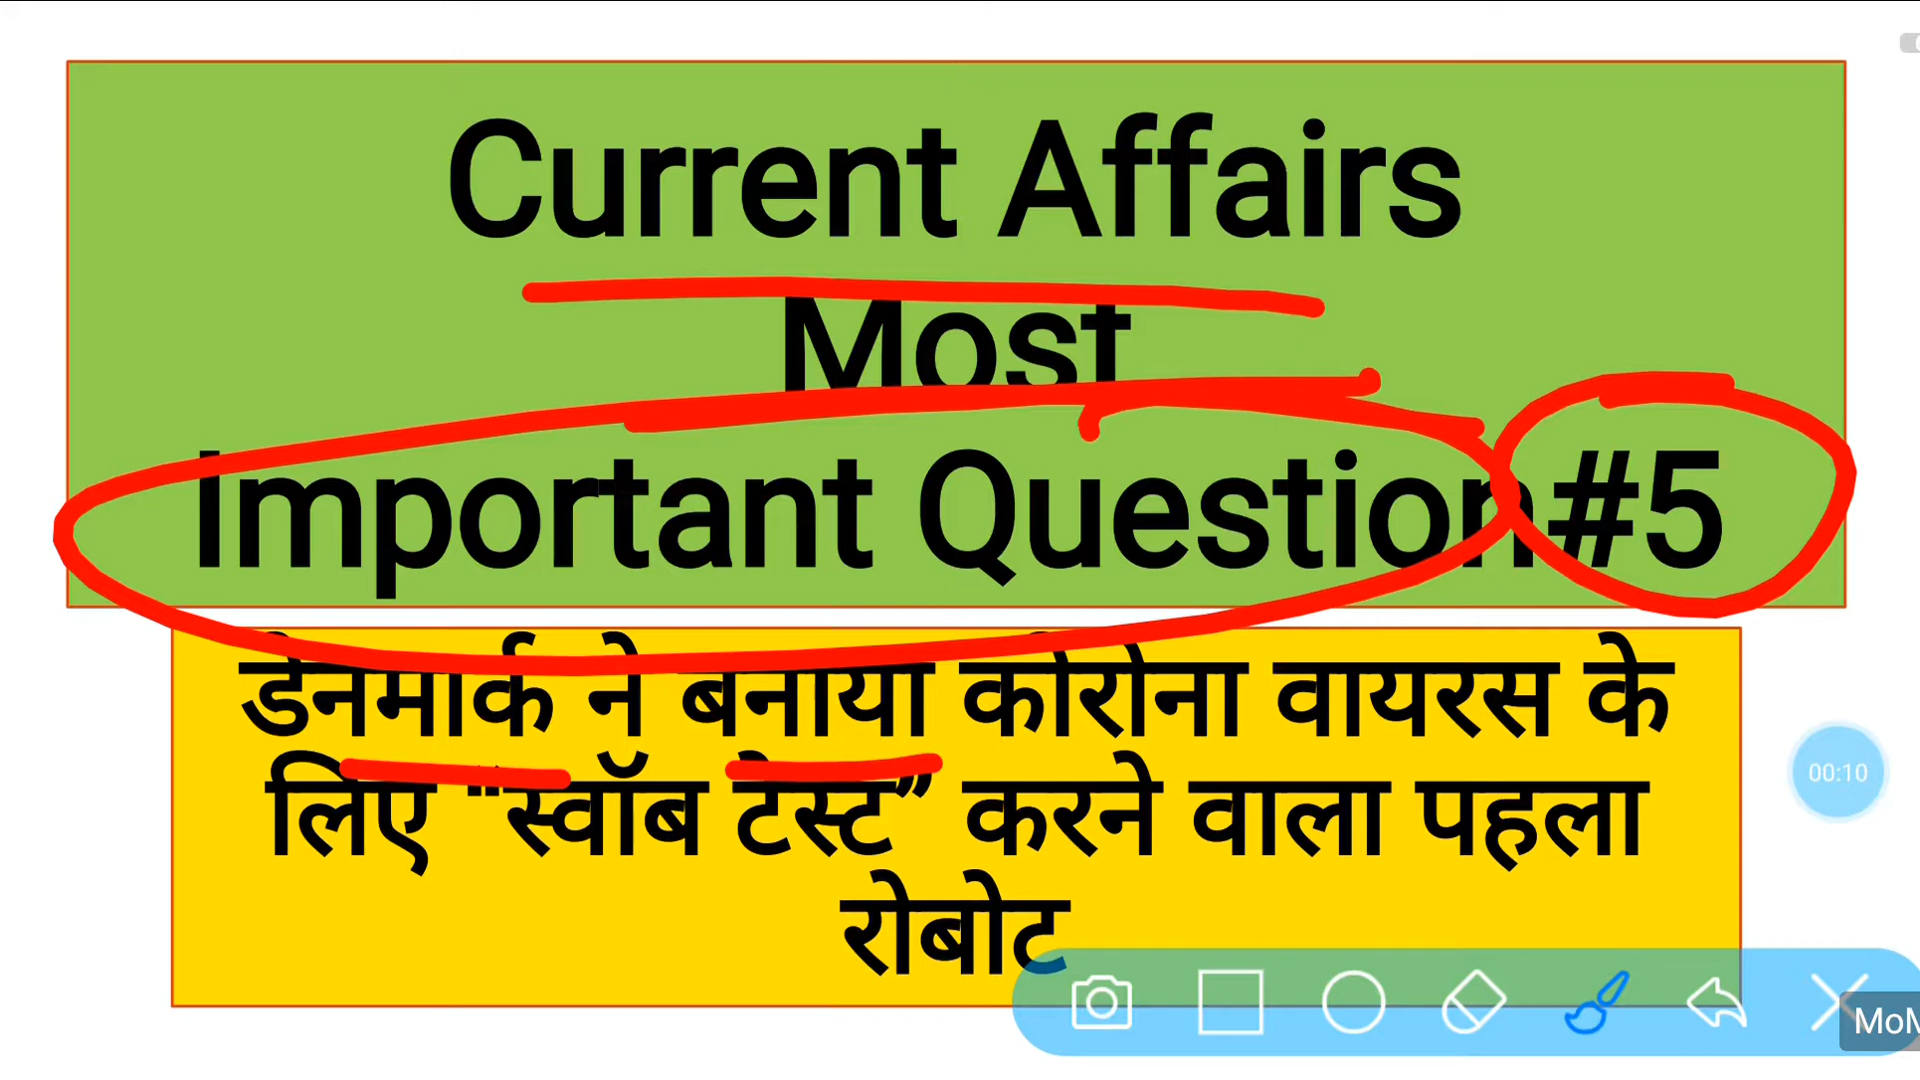 Current Affairs
Most
Important Question#5
डेनमार्क ने बनाया कोरोना वायरस के
लिए "स्वॉब टेस्ट” करने वाला पहला
रोबोट
00:10